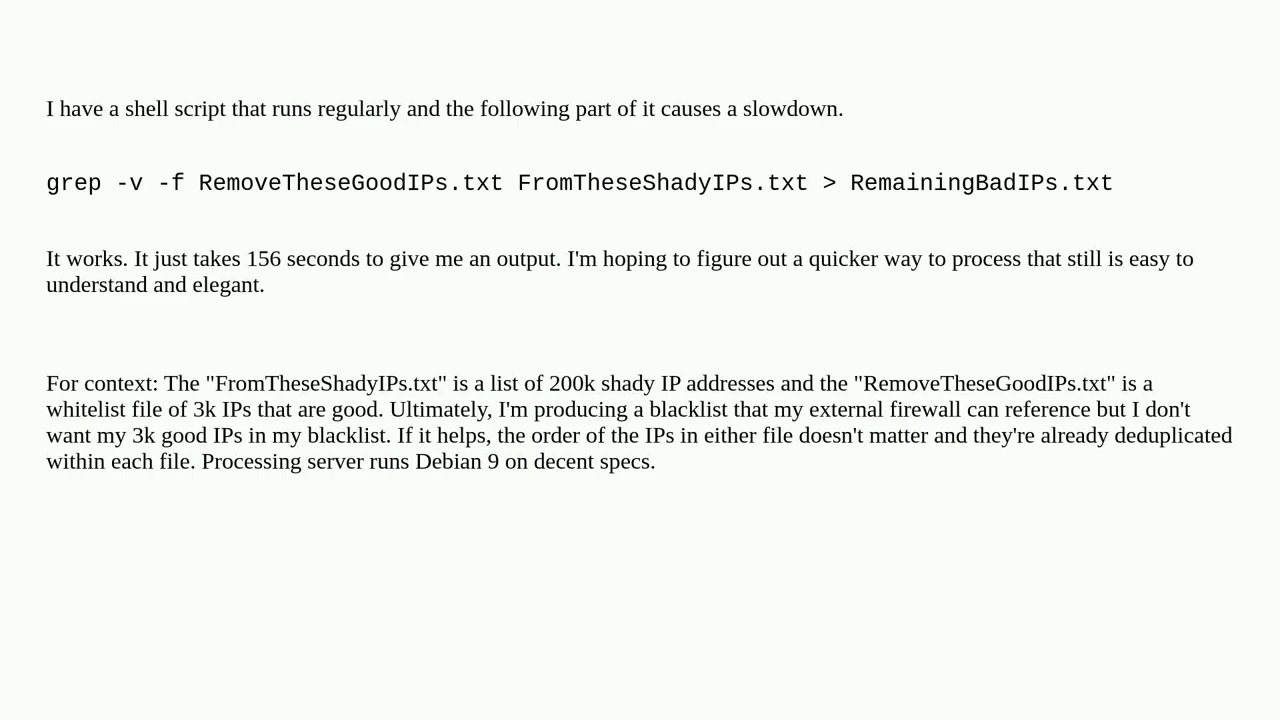 I have a shell script that runs regularly and the following part of it causes a slowdown.
grep -v -f RemoveTheseGoodIPs.txt FromTheseShadyIPs.txt > RemainingBadIPs.txt
It works. It just takes 156 seconds to give me an output. I'm hoping to figure out a quicker way to process that still is easy to
understand and elegant.
For context: The "FromTheseShadyIPs.txt" is a list of 200k shady IP addresses and the "RemoveTheseGoodIPs.txt" is a
whitelist file of 3k IPs that are good. Ultimately, I'm producing a blacklist that my external firewall can reference but I don't
want my 3k good IPs in my blacklist. If it helps, the order of the IPs in either file doesn't matter and they're already deduplicated
within each file. Processing server runs Debian 9 on decent specs.